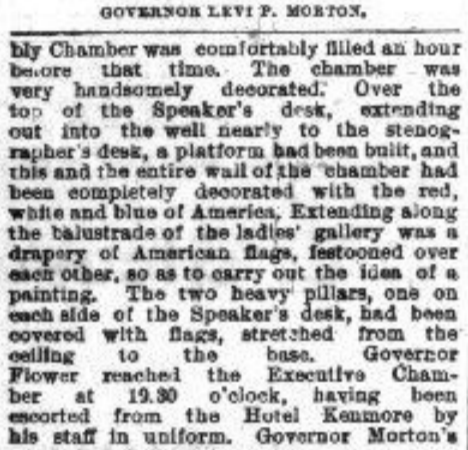 GOVERNOR LEVI P. MORTON.
bly Chamber was comfortably filled an hour
before that time. The chamber was
very handsomely decorated. Over the
top of the Speaker's desk, extending
out into the well nearly to the stenog-
rapher's desk, a platform had been built, and
this and the entire wall of the chamber had
been completely decorated with the red,
white and blue of America. Extending along
the balustrade of the ladies' gallery was a
drapery of American flags, festooned over
each other, so as to carry out the idea of a
painting. The two heavy pillars, one on
each side of the Speaker's desk, had been
covered with flags, stretched from the
ceiling to the base. Governor
Flower reached the Executive Cham-
ber at 19.30 o'clock, having been
escorted from the Hotel Kenmore by
his staff in uniform. Governor Morton's